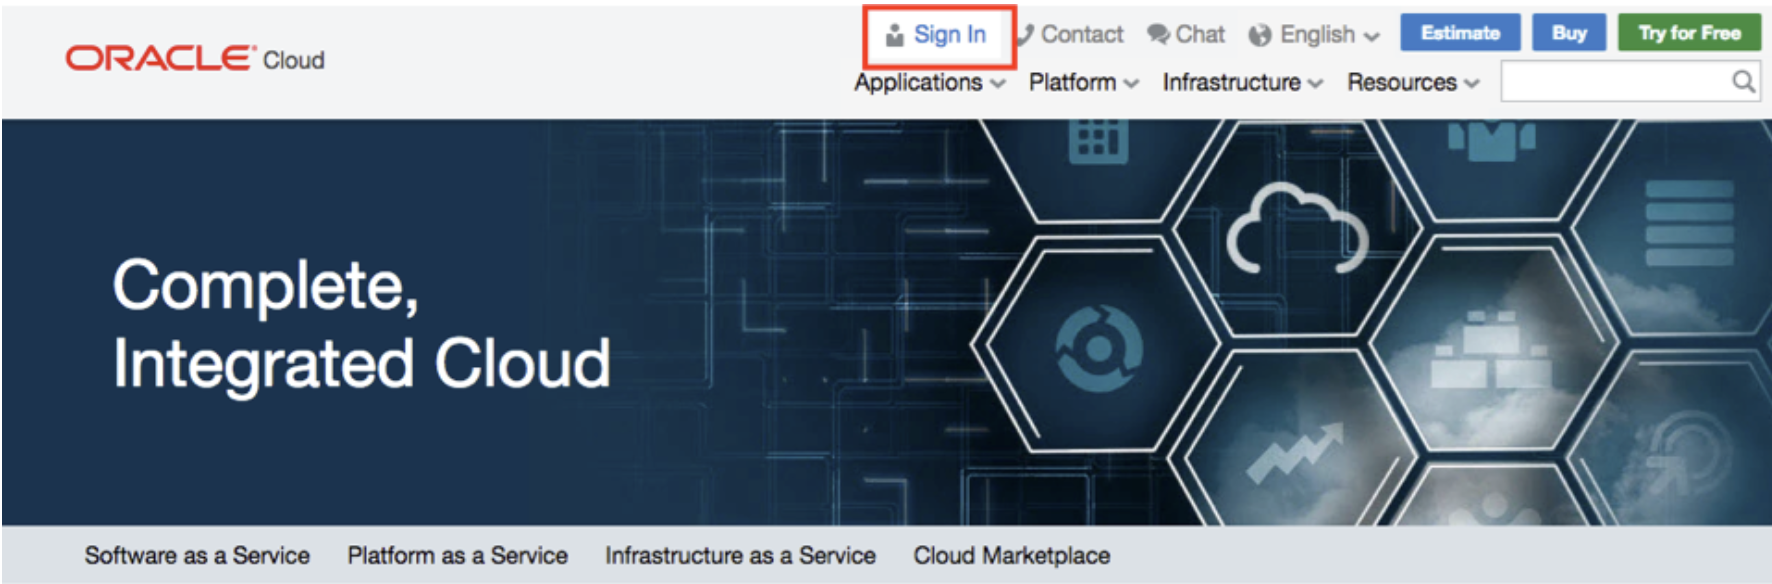 Sign In Contact Chat English Estimate Buy Try for Free
ORACLE Cloud
Applications Platform Infrastructure Resources
Complete,
Integrated Cloud
Software as a Service Platform as a Service Infrastructure as a Service Cloud Marketplace